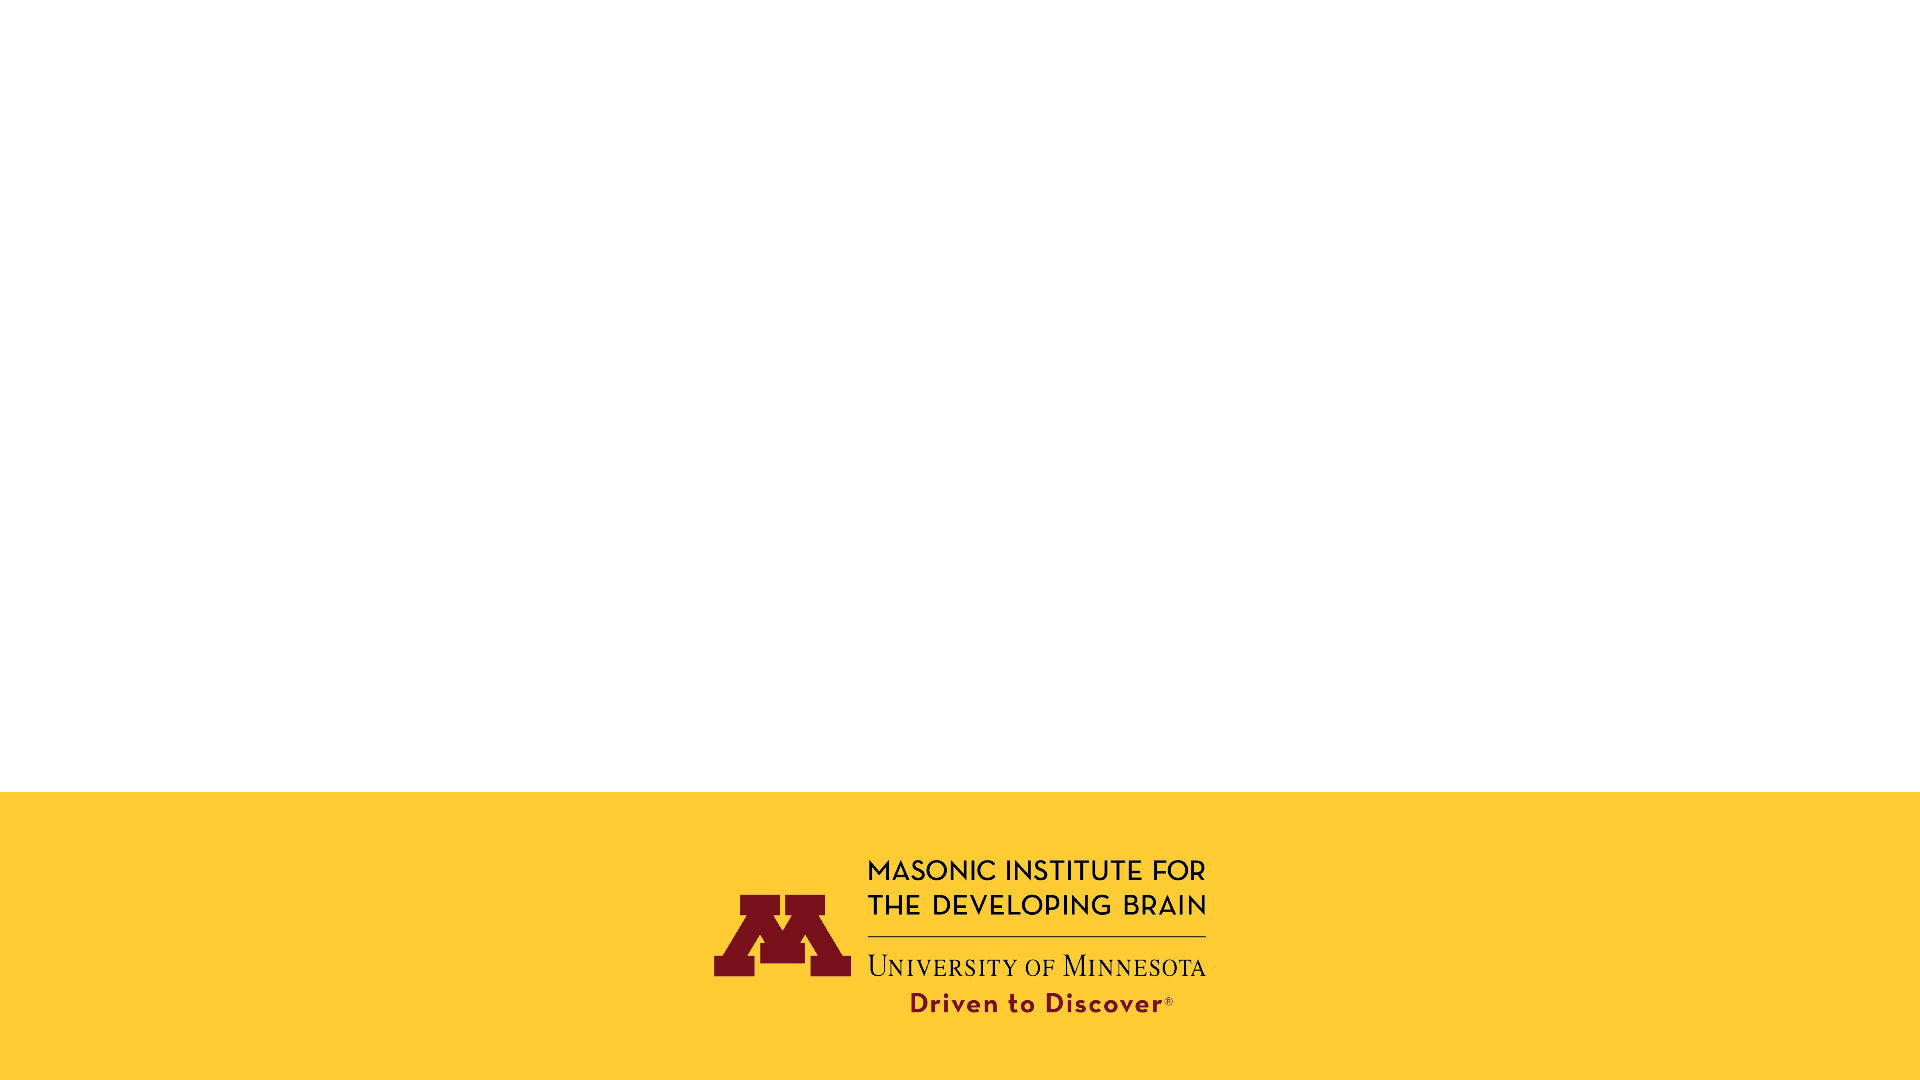 M
MASONIC INSTITUTE FOR
THE DEVELOPING BRAIN
UNIVERSITY OF MINNESOTA
Driven to Discover®